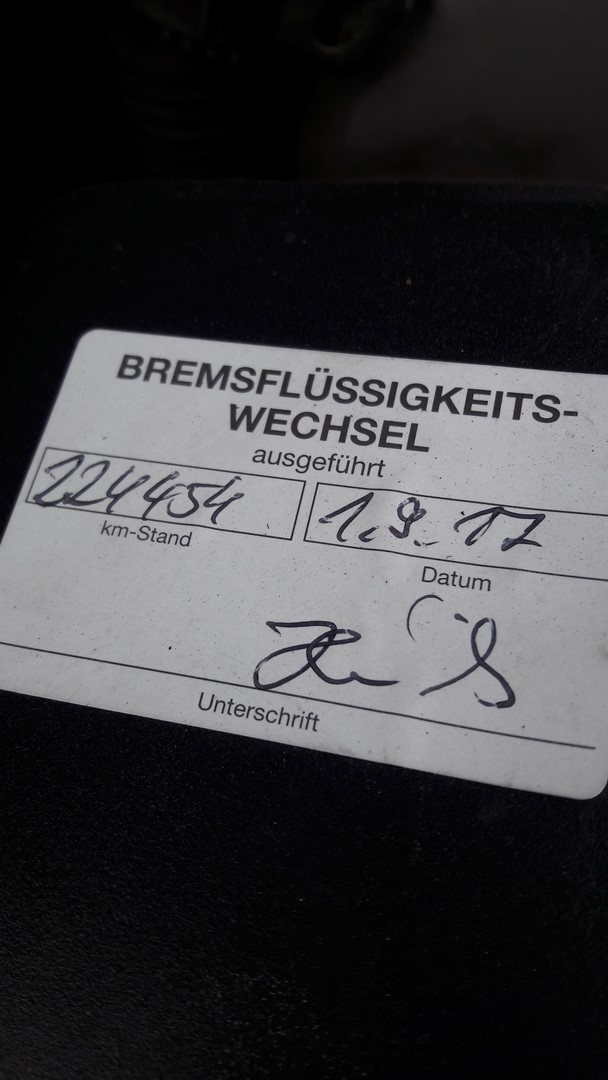 BREMSFLÜSSIGKEITS-
WECHSEL
ausgeführt
224454 1.9.17
km-Stand Datum
Unterschrift